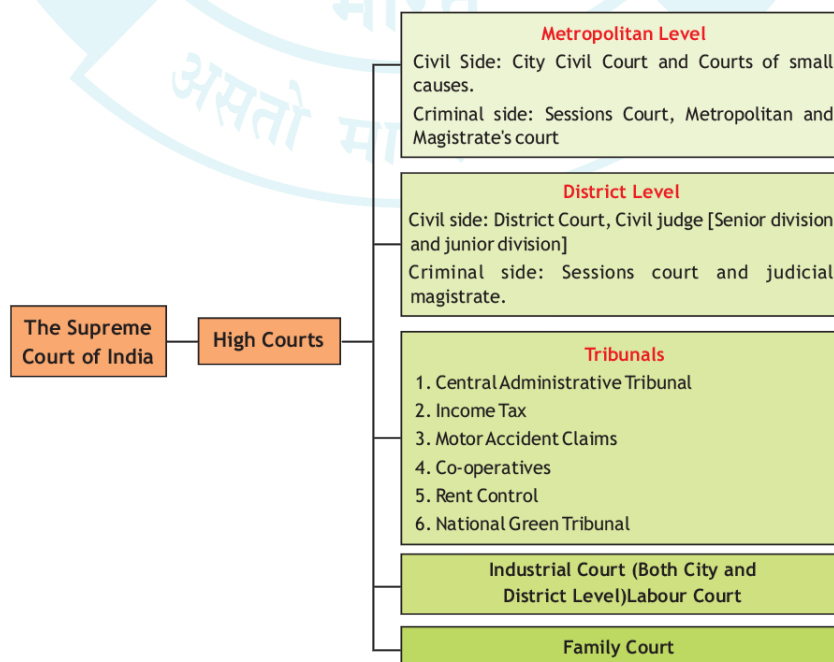 भारत
असतो मा
Metropolitan Level
Civil Side: City Civil Court and Courts of small
causes.
Criminal side: Sessions Court, Metropolitan and
Magistrate's court
District Level
Civil side: District Court, Civil judge [Senior division
and junior division]
Criminal side: Sessions court and judicial
magistrate.
The Supreme
Court of India
High Courts
Tribunals
1. Central Administrative Tribunal
2. Income Tax
3. Motor Accident Claims
4. Co-operatives
5. Rent Control
6. National Green Tribunal
Industrial Court (Both City and
District Level)Labour Court
Family Court